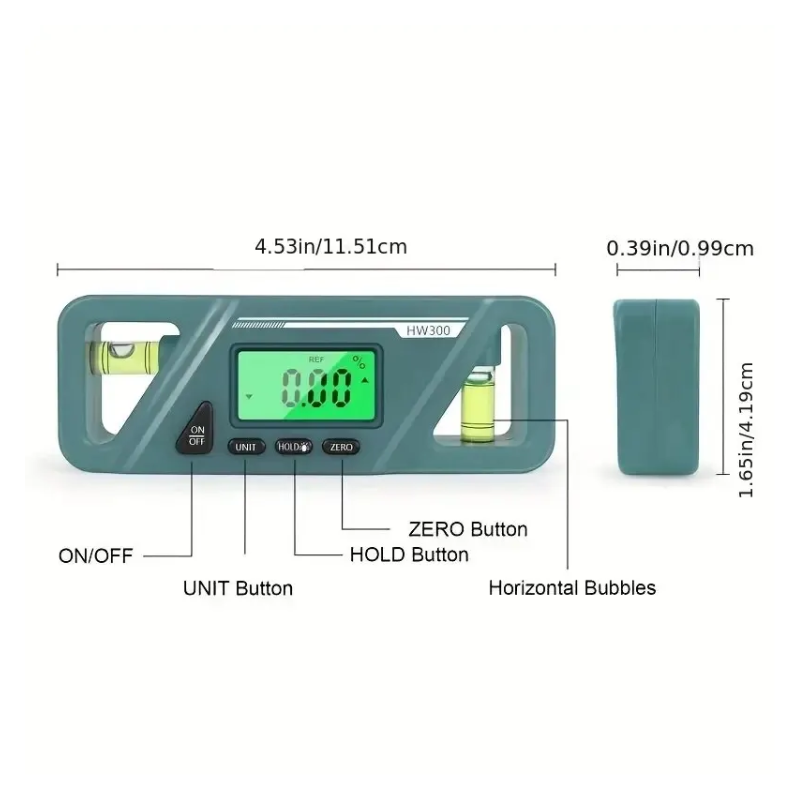 4.53in/11.51cm
0.39in/0.99cm
HW300
REF
%
0.00
ON
OFF
UNIT
HOLD
ZERO
1.65in/4.19cm
ZERO Button
ON/OFF
HOLD Button
UNIT Button
Horizontal Bubbles